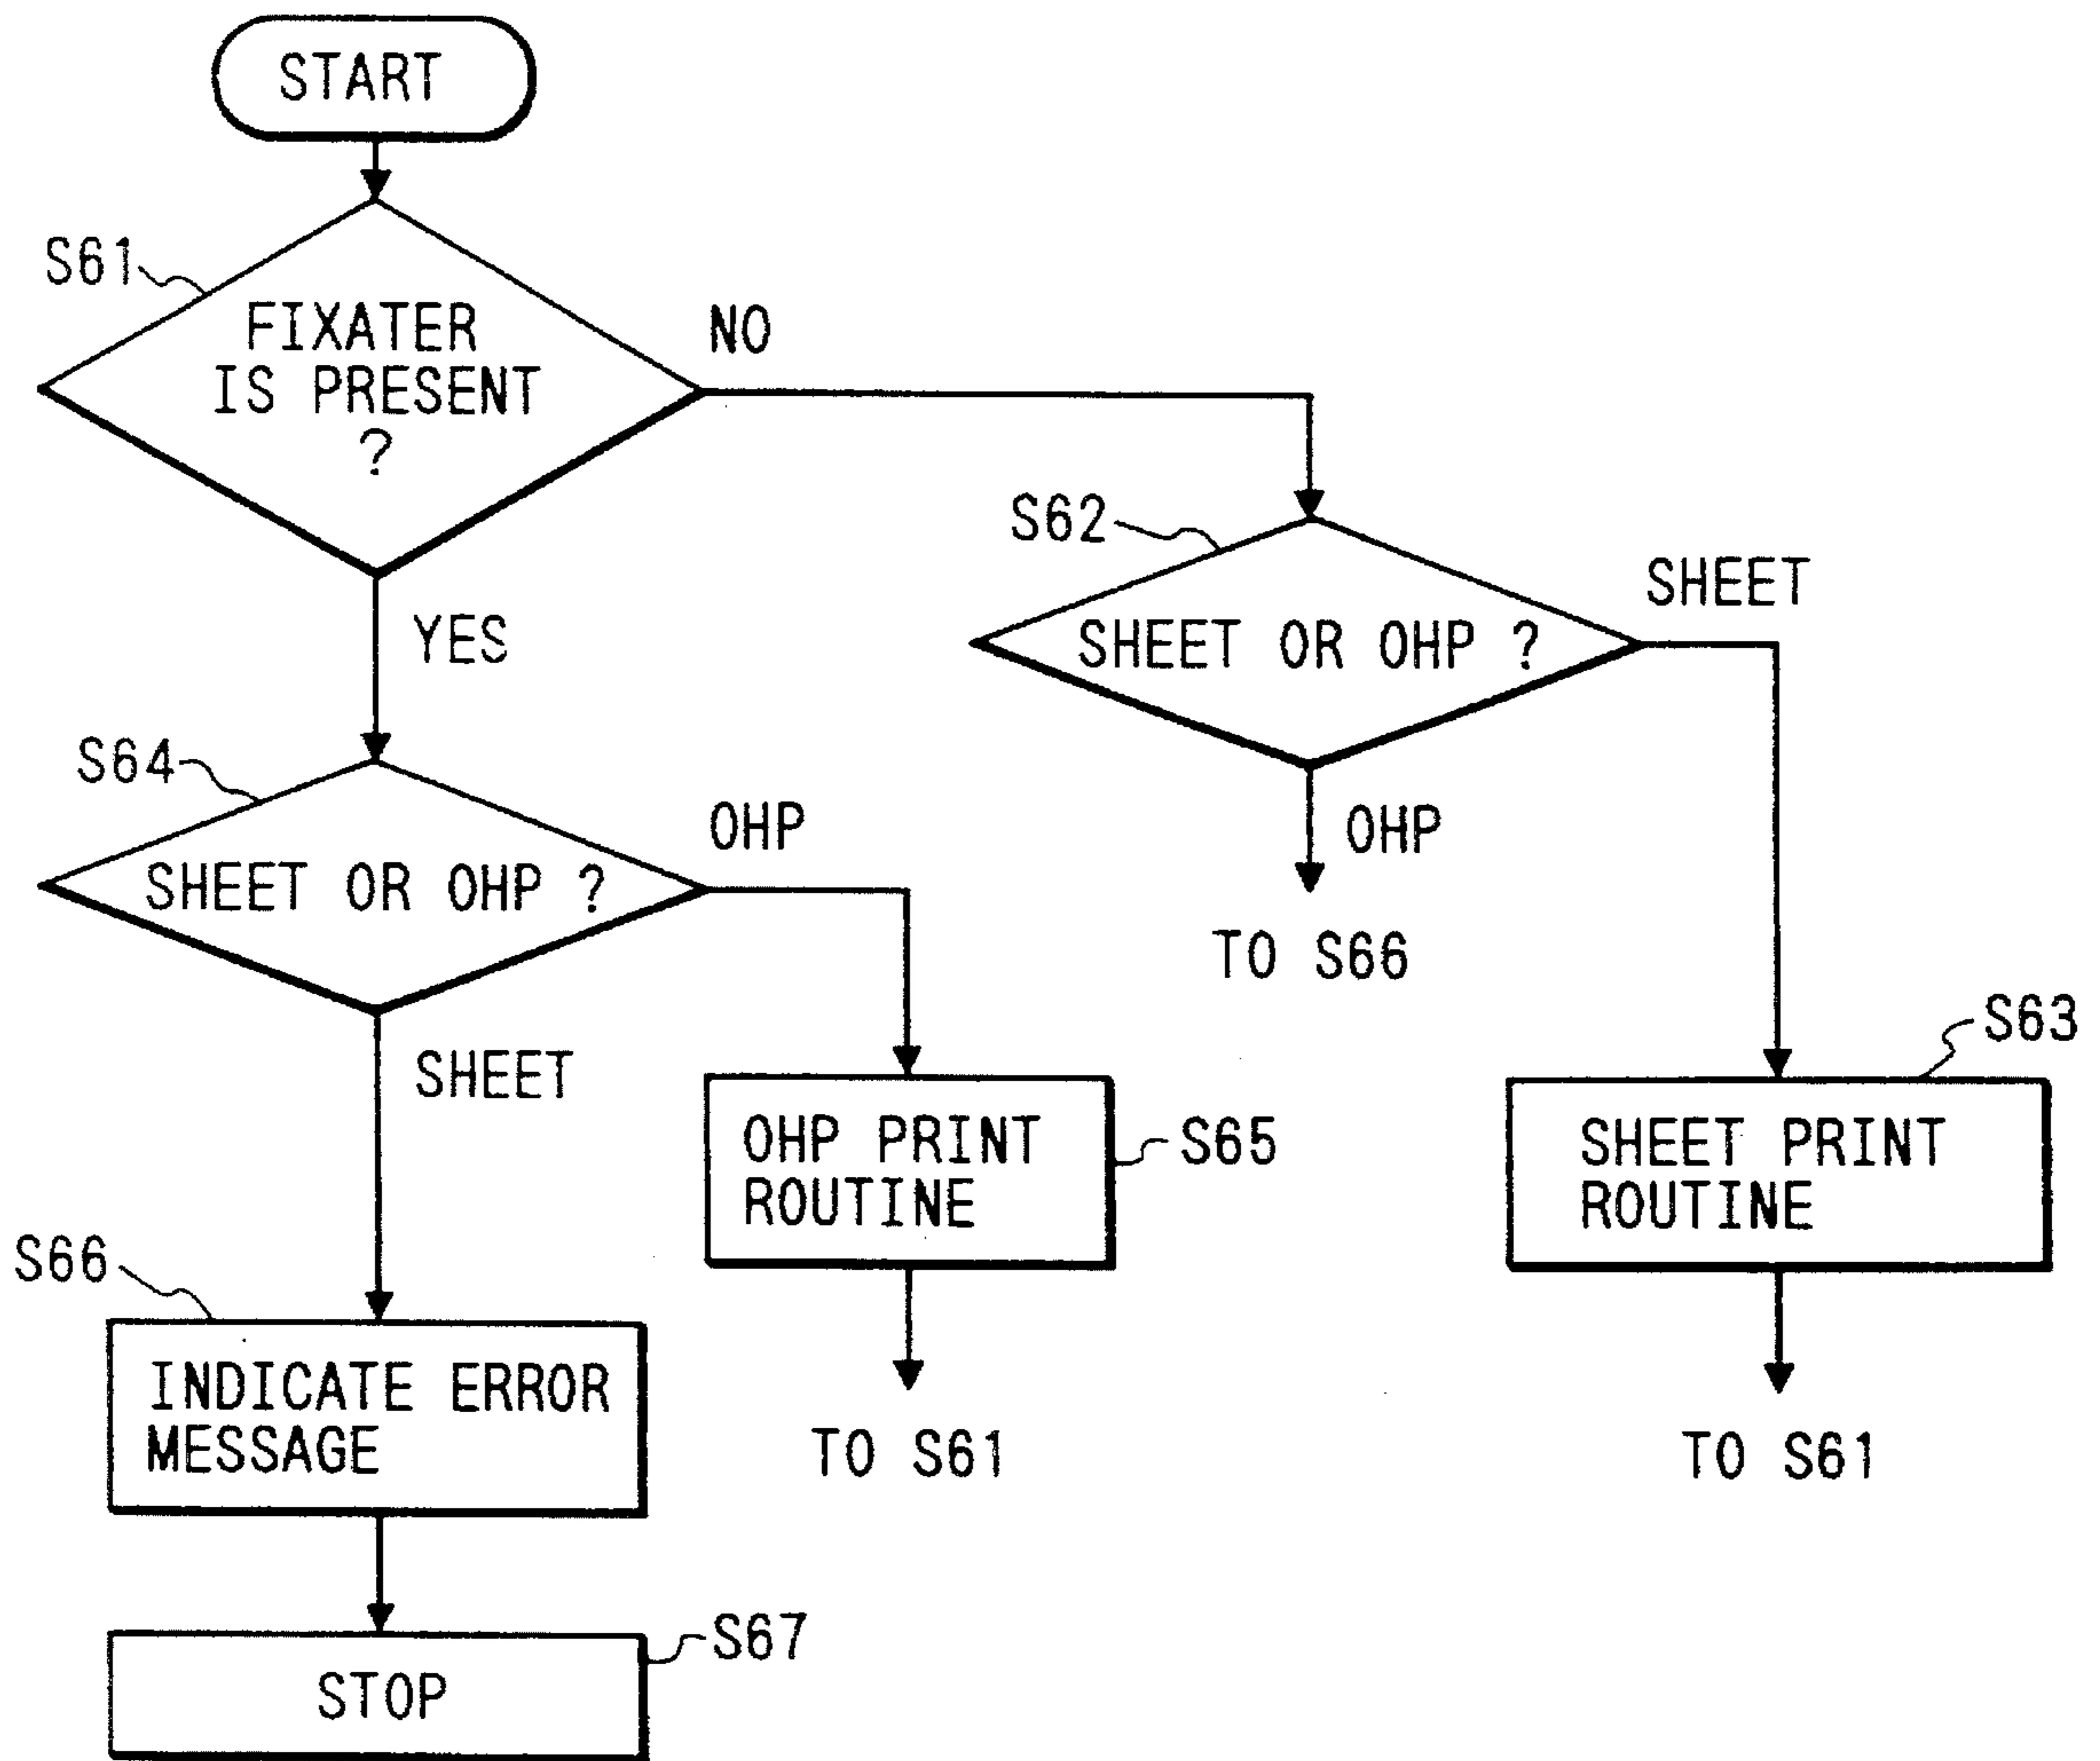 START
S61
FIXATER
IS PRESENT
?
NO
YES
S62
SHEET OR OHP ?
SHEET
OHP
TO S66
S64
SHEET OR OHP ?
OHP
SHEET
S63
SHEET PRINT
ROUTINE
TO S61
OHP PRINT
ROUTINE
S65
TO S61
S66
INDICATE ERROR
MESSAGE
S67
STOP